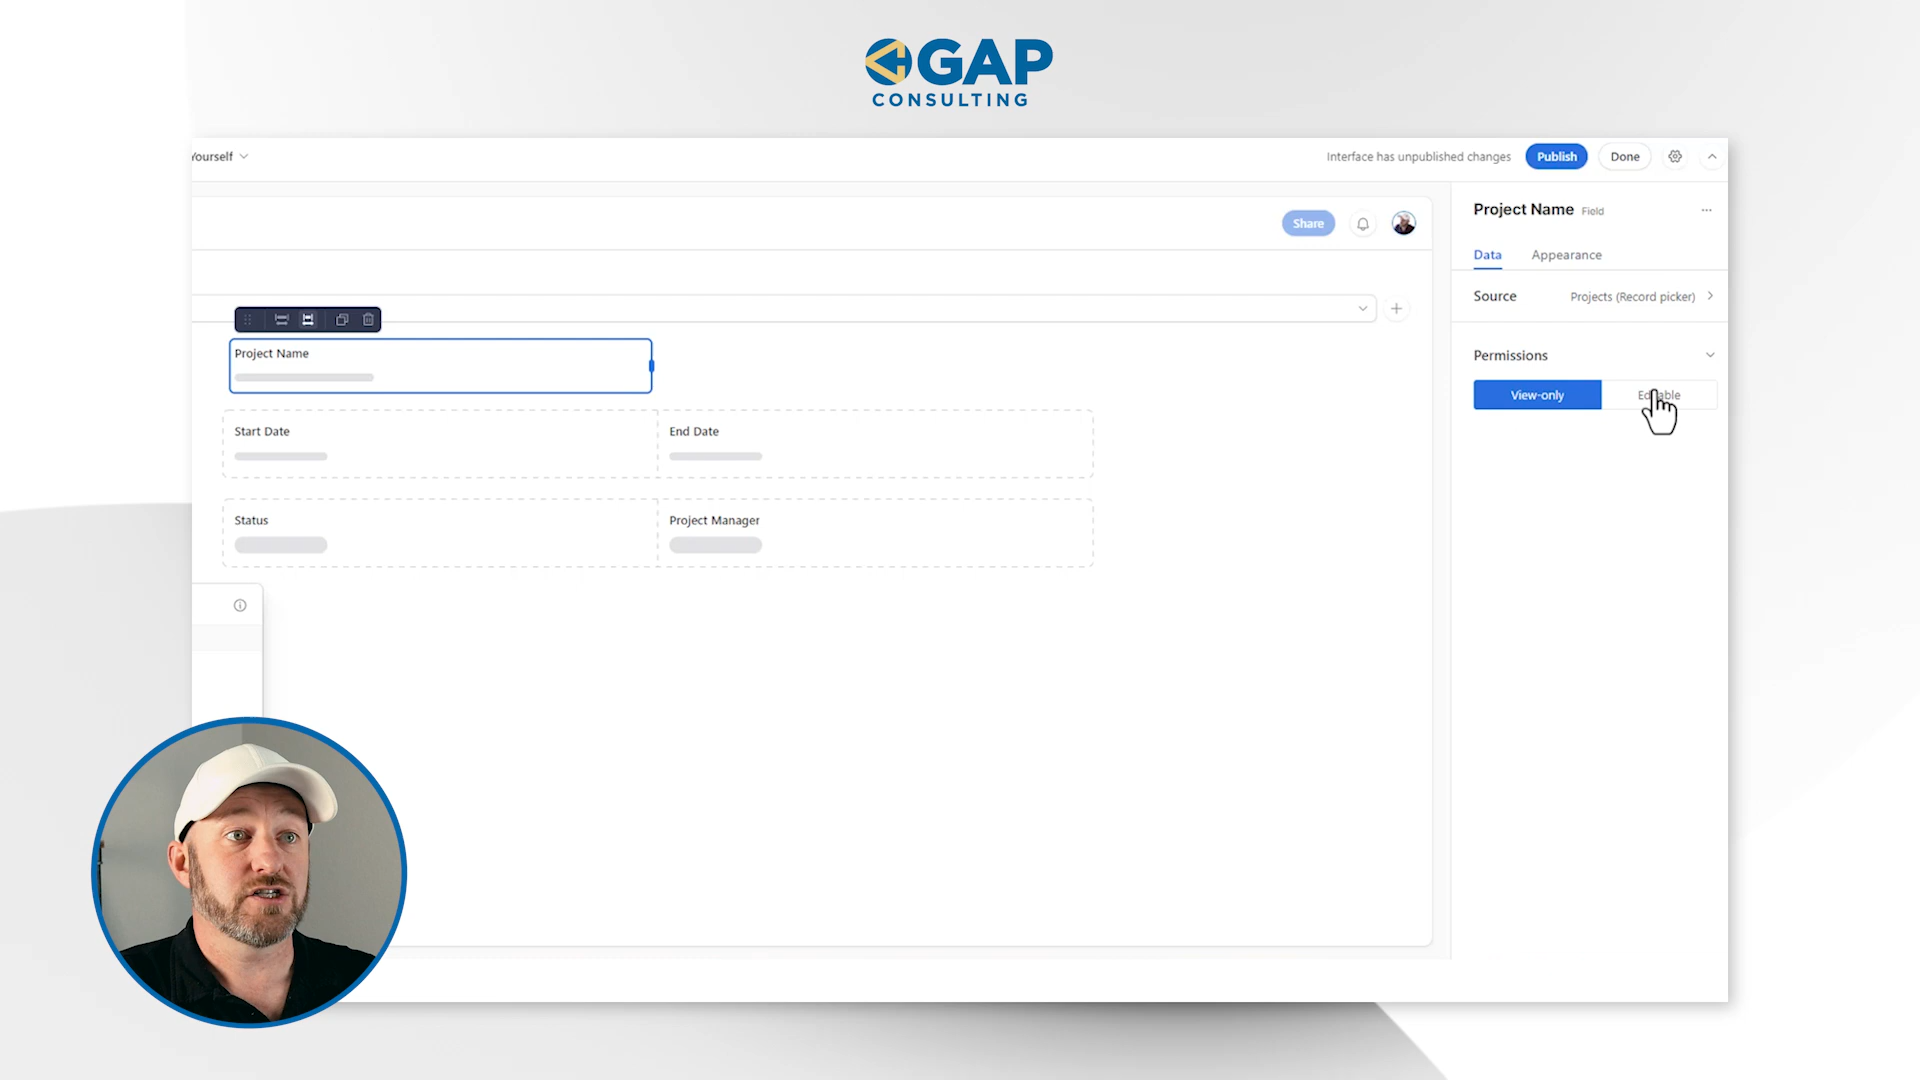 GAP
CONSULTING
Yourself
Interface has unpublished changes
Publish
Done
Share
Project Name Field
Data Appearance
Source Projects (Record picker)
Permissions
View-only
Editable
Project Name
Start Date
End Date
Status
Project Manager